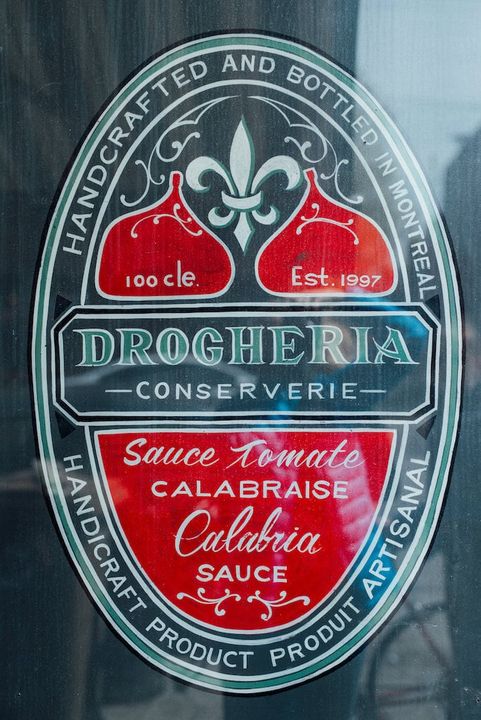 HANDCRAFTED AND BOTTLED IN MONTREAL
100 cle.
Est. 1997
DROGHERIA
—CONSERVERIE—
Sauce Tomate
CALABRAISE
Calabria
SAUCE
HANDICRAFT PRODUCT PRODUIT ARTISANAL